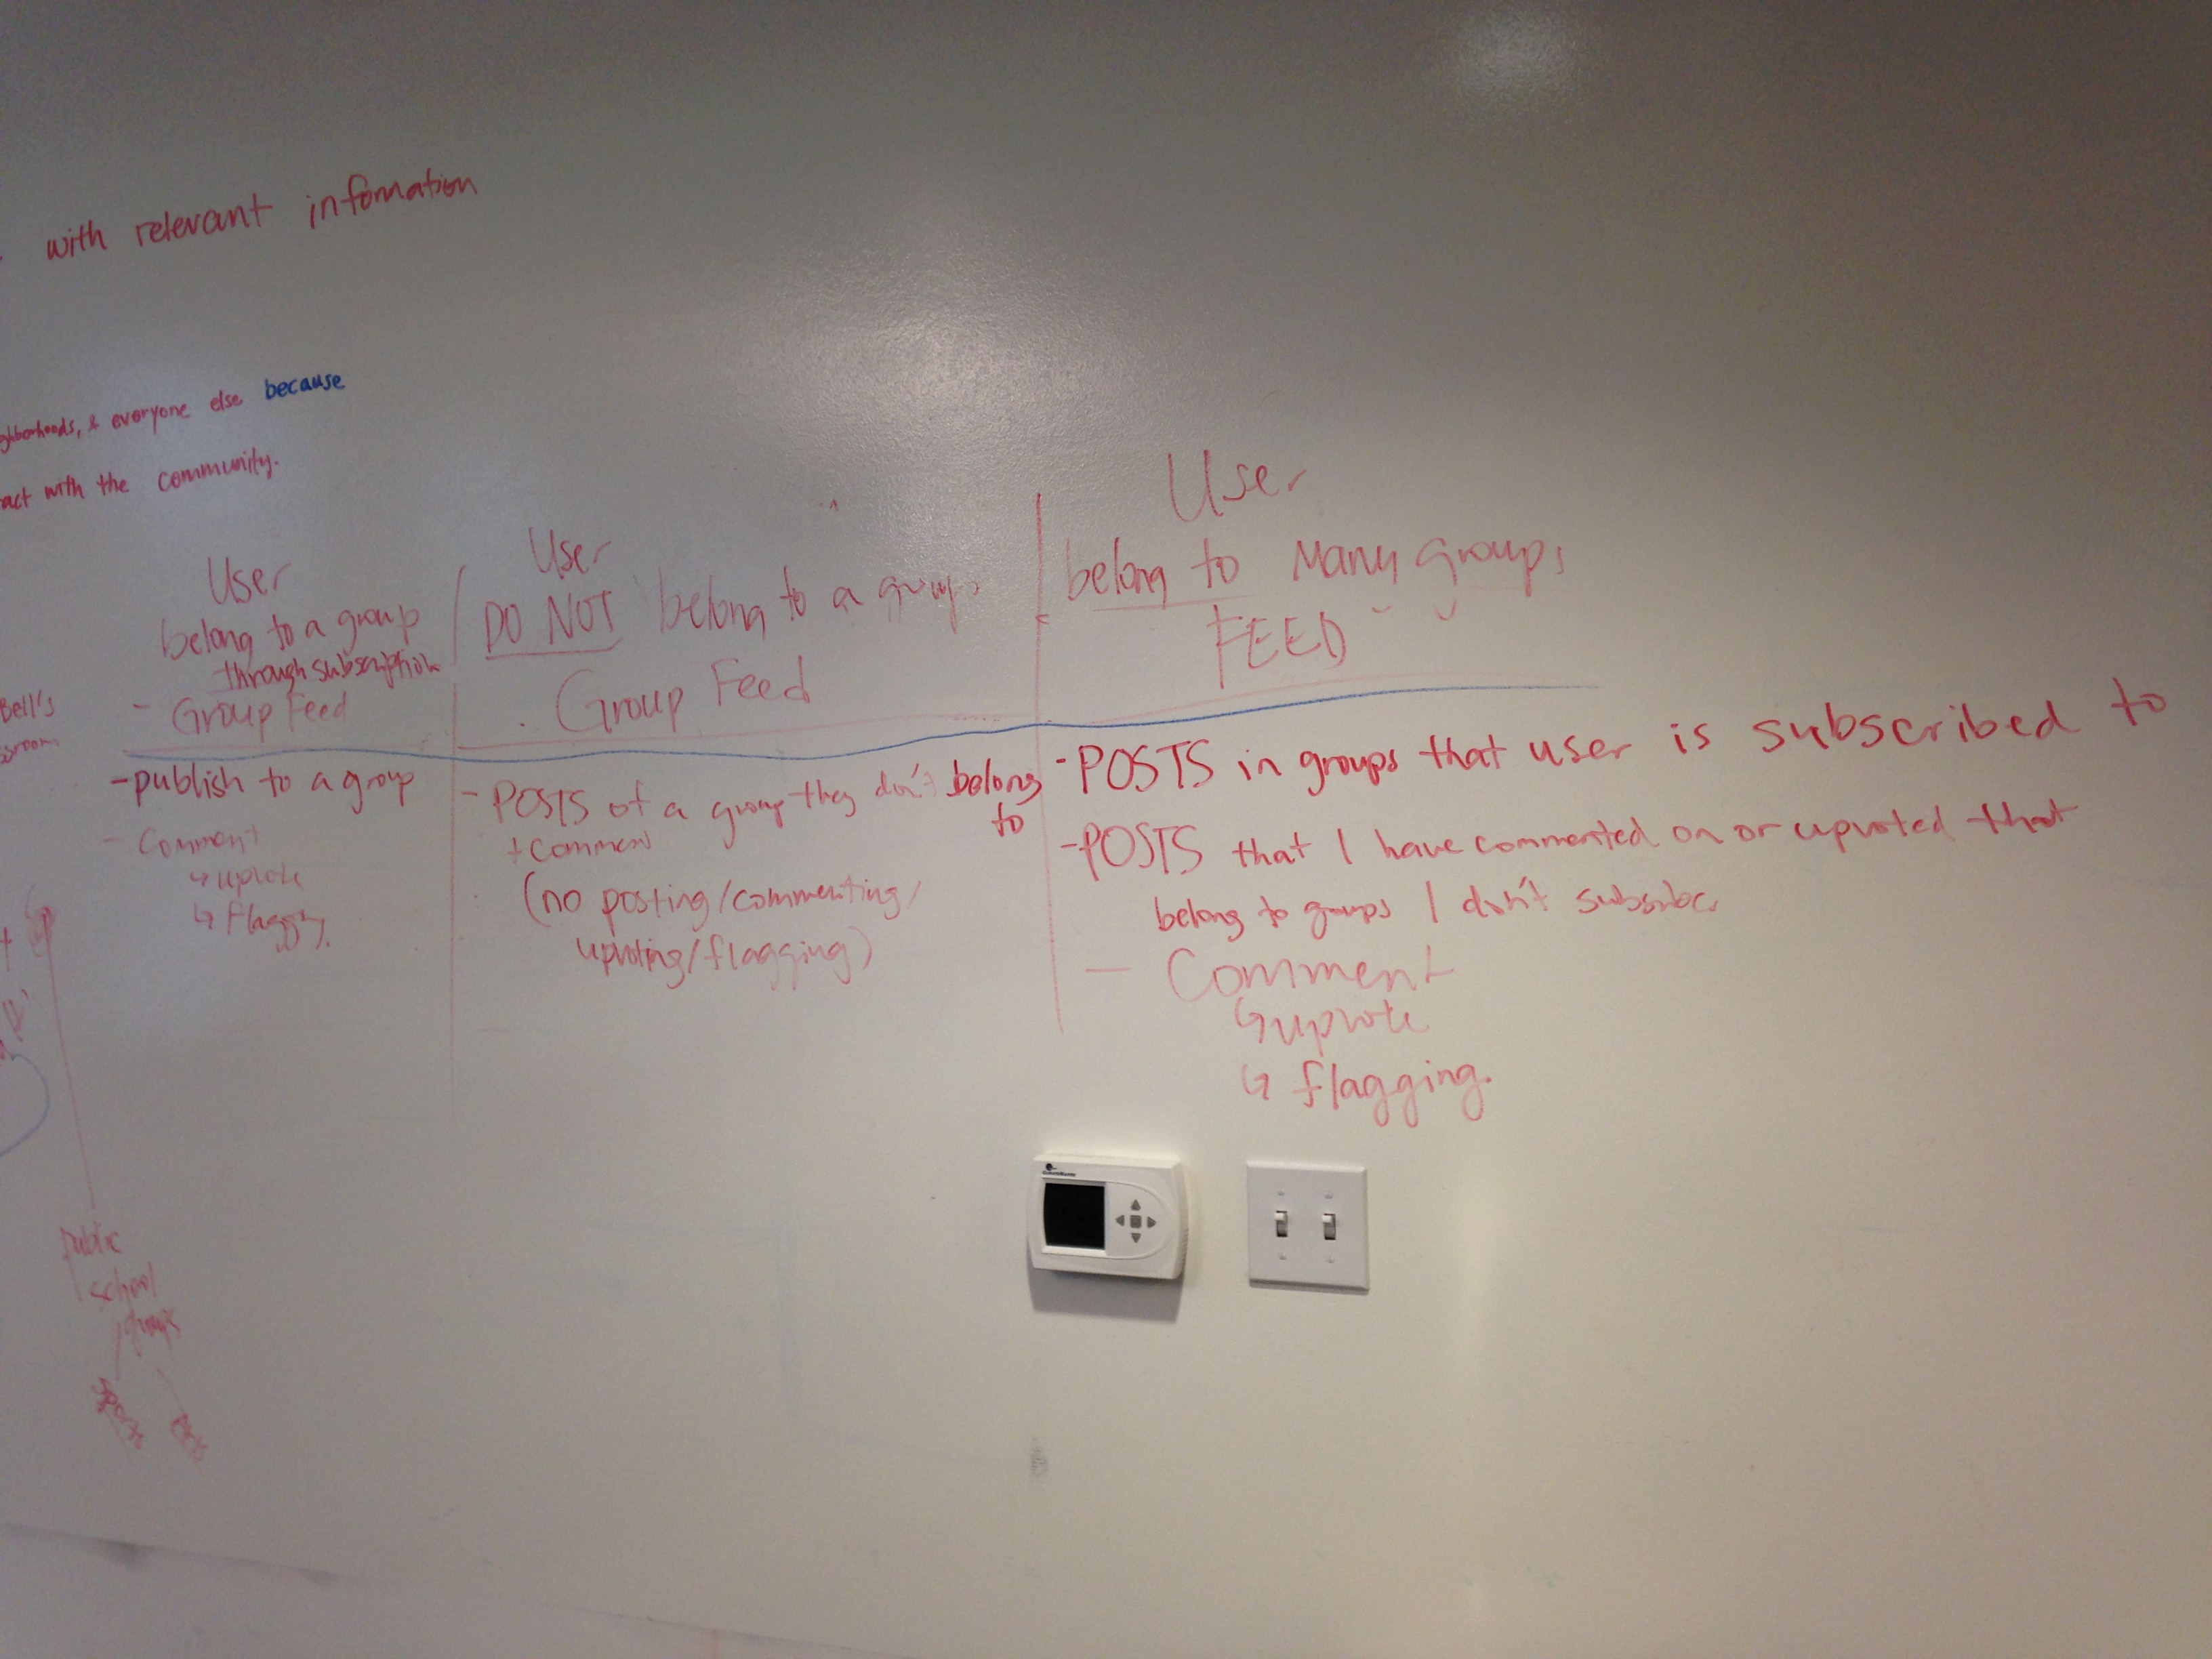 with relevant information
& everyone else because
act with the community.
User
belong to a group
through subscription
- Group Feed
- publish to a group
- Comment
↳ upvote
↳ flagging
User
DO NOT belong to a group
Group Feed
- POSTS of a group they don't belong
to
+ comment
(no posting/commenting/
upvoting/flagging)
User
belong to many groups
FEED
- POSTS in groups that user is subscribed to
- POSTS that I have commented on or upvoted that
belong to groups I don't subscribe
- Comment
↳ upvote
↳ flagging.
Bell's
public
school
groups
sports